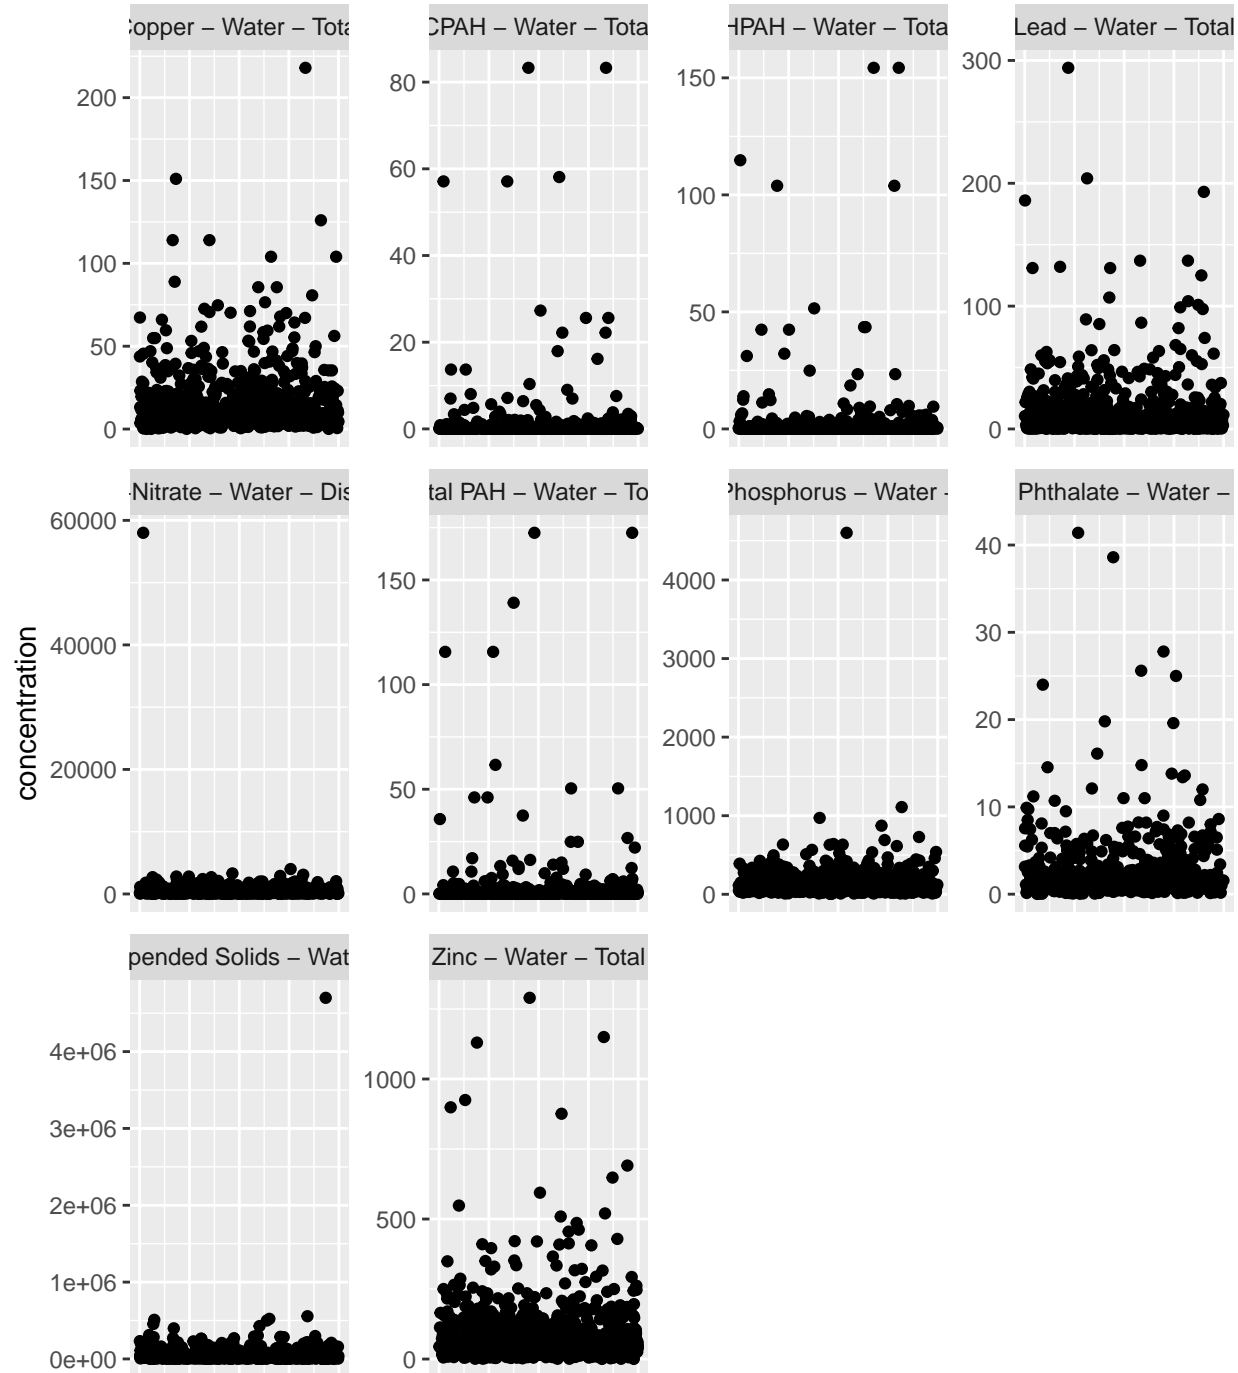 Copper – Water – Tota
CPAH – Water – Tota
HPAH – Water – Tota
Lead – Water – Total
200
150
100
50
0
80
60
40
20
0
150
100
50
0
300
200
100
0
-Nitrate – Water – Dis
tal PAH – Water – To
Phosphorus – Water –
Phthalate – Water –
60000
40000
20000
0
150
100
50
0
4000
3000
2000
1000
0
40
30
20
10
0
concentration
pended Solids – Wat
Zinc – Water – Total
4e+06
3e+06
2e+06
1e+06
0e+00
1000
500
0